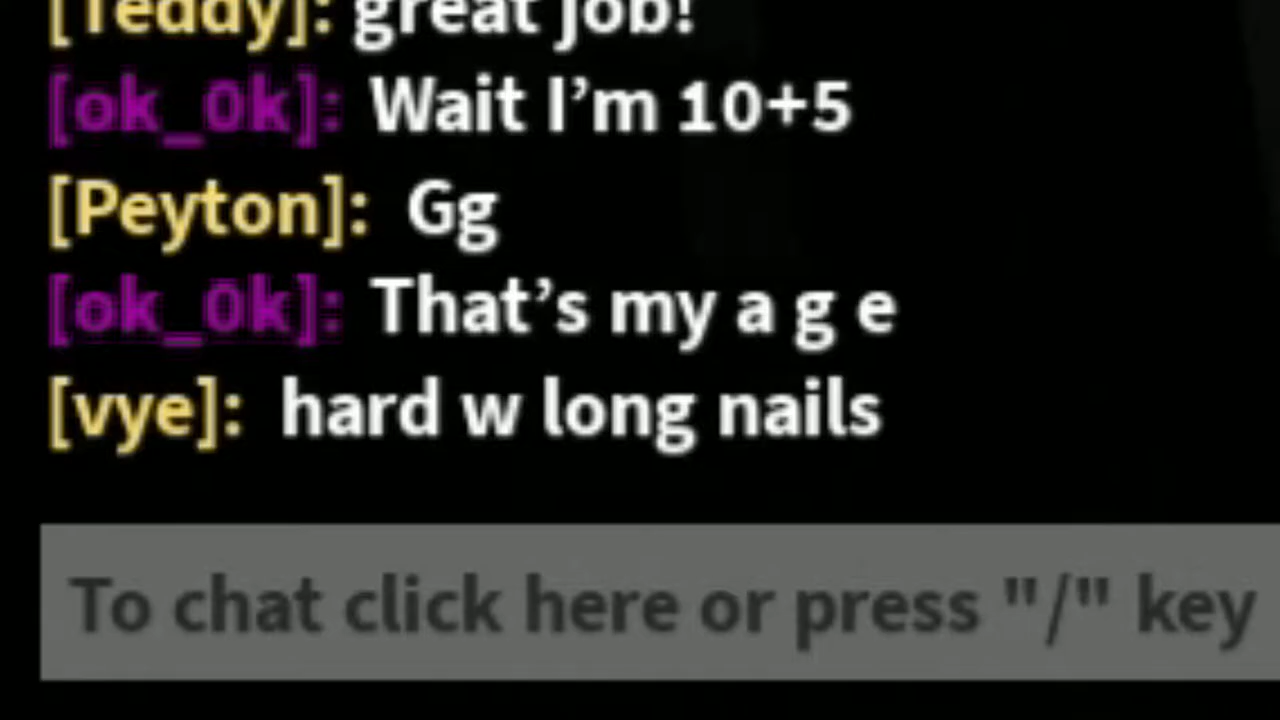 [Teddy]: great job!
[ok_0k]: Wait I’m 10+5
[Peyton]: Gg
[ok_0k]: That’s my a g e
[vye]: hard w long nails
To chat click here or press "/" key